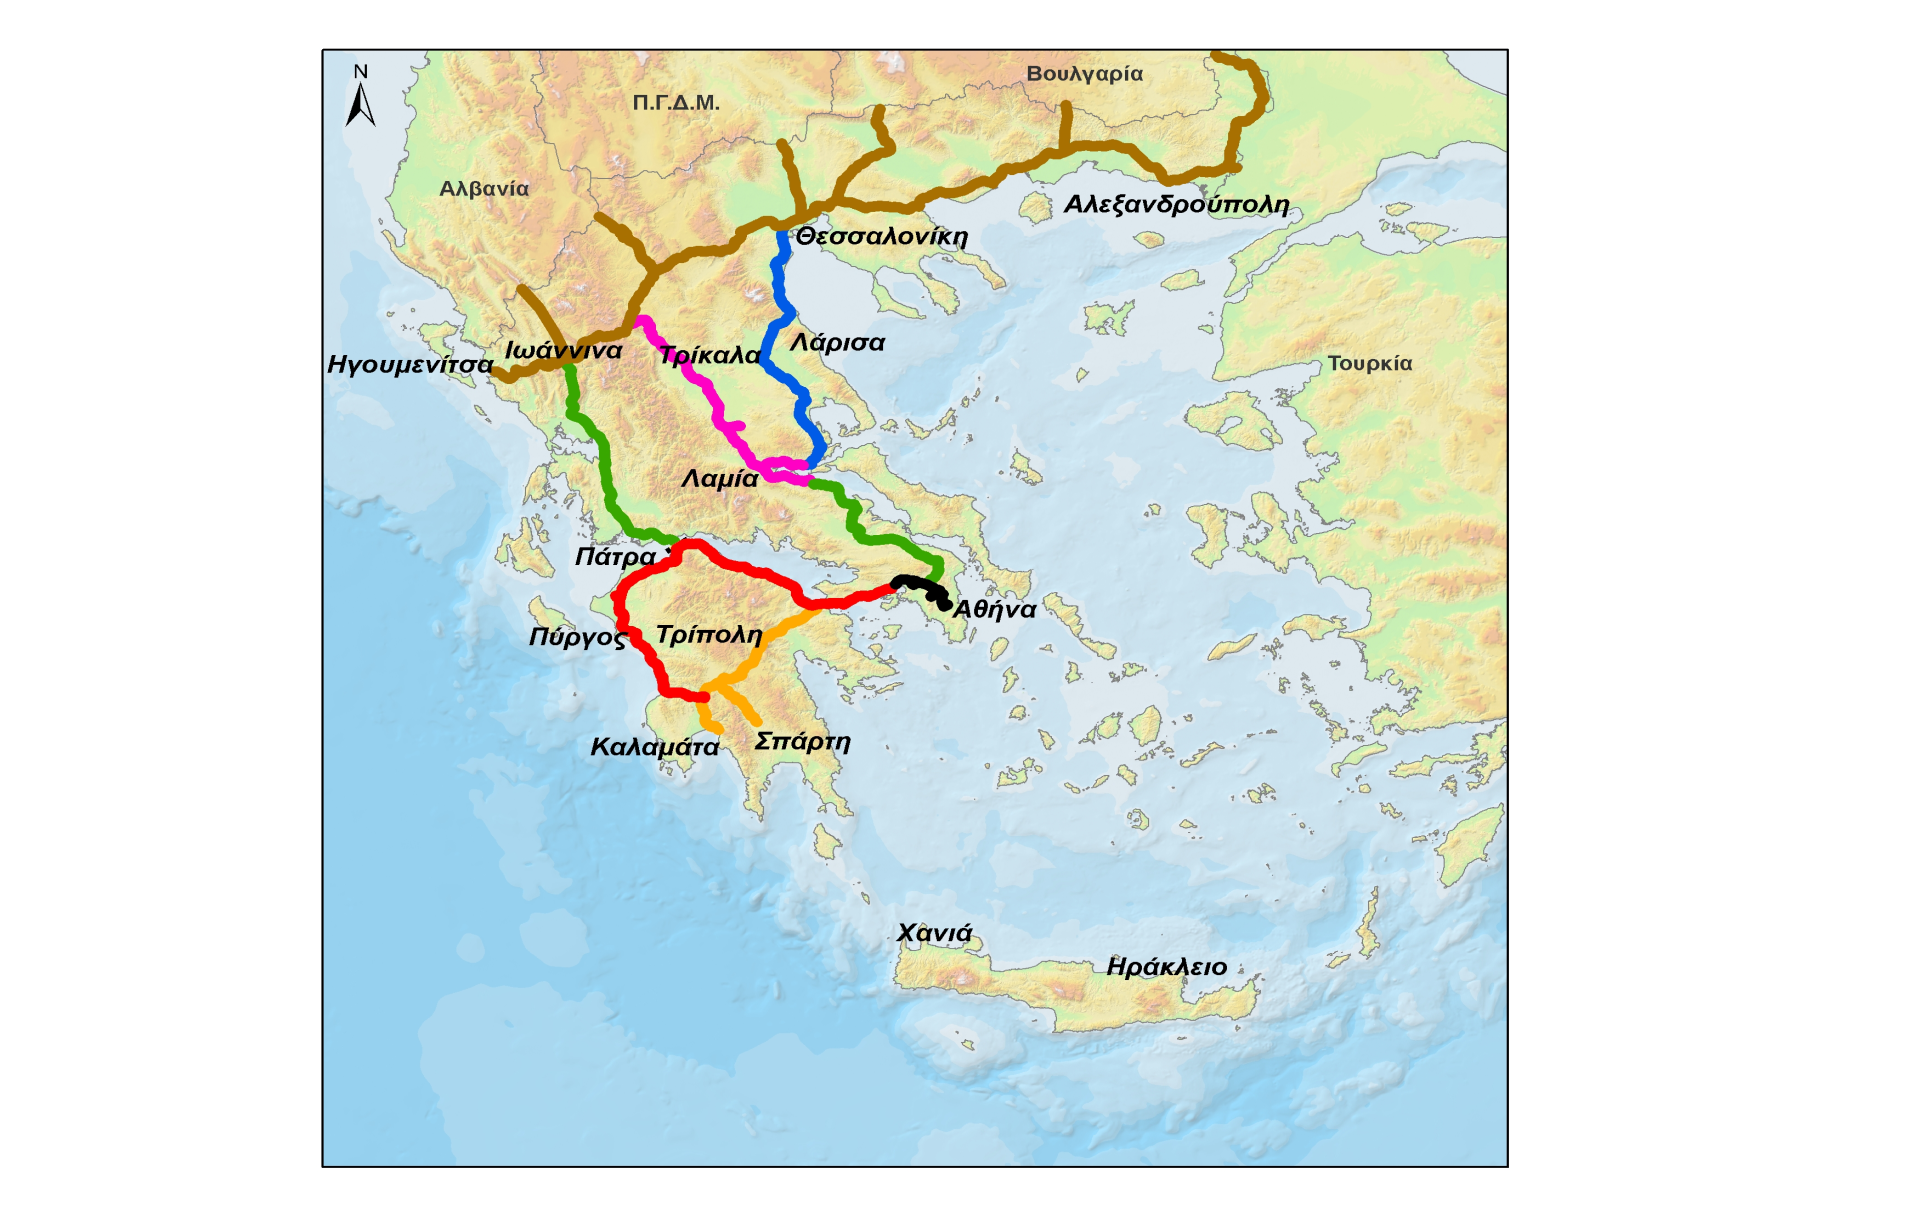 N
Βουλγαρία
Π.Γ.Δ.Μ.
Αλβανία
Αλεξανδρούπολη
Θεσσαλονίκη
Λάρισα
Ιωάννινα
Τρίκαλα
Ηγουμενίτσα
Τουρκία
Λαμία
Πάτρα
Αθήνα
Πύργος
Τρίπολη
Καλαμάτα
Σπάρτη
Χανιά
Ηράκλειο